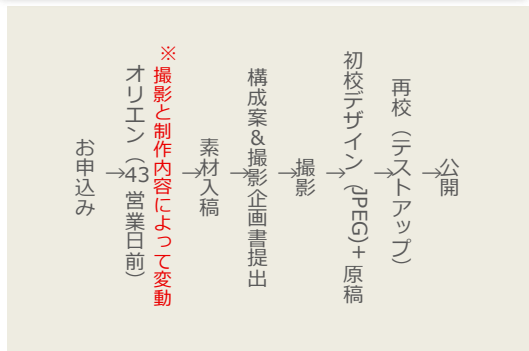 お申込み
→
オリエン（43営業日前）
※撮影と制作内容によって変動
→
素材入稿
→
構成案&撮影企画書提出
→
撮影
→
初校デザイン（JPEG)＋原稿
→
再校（テストアップ）
→
公開